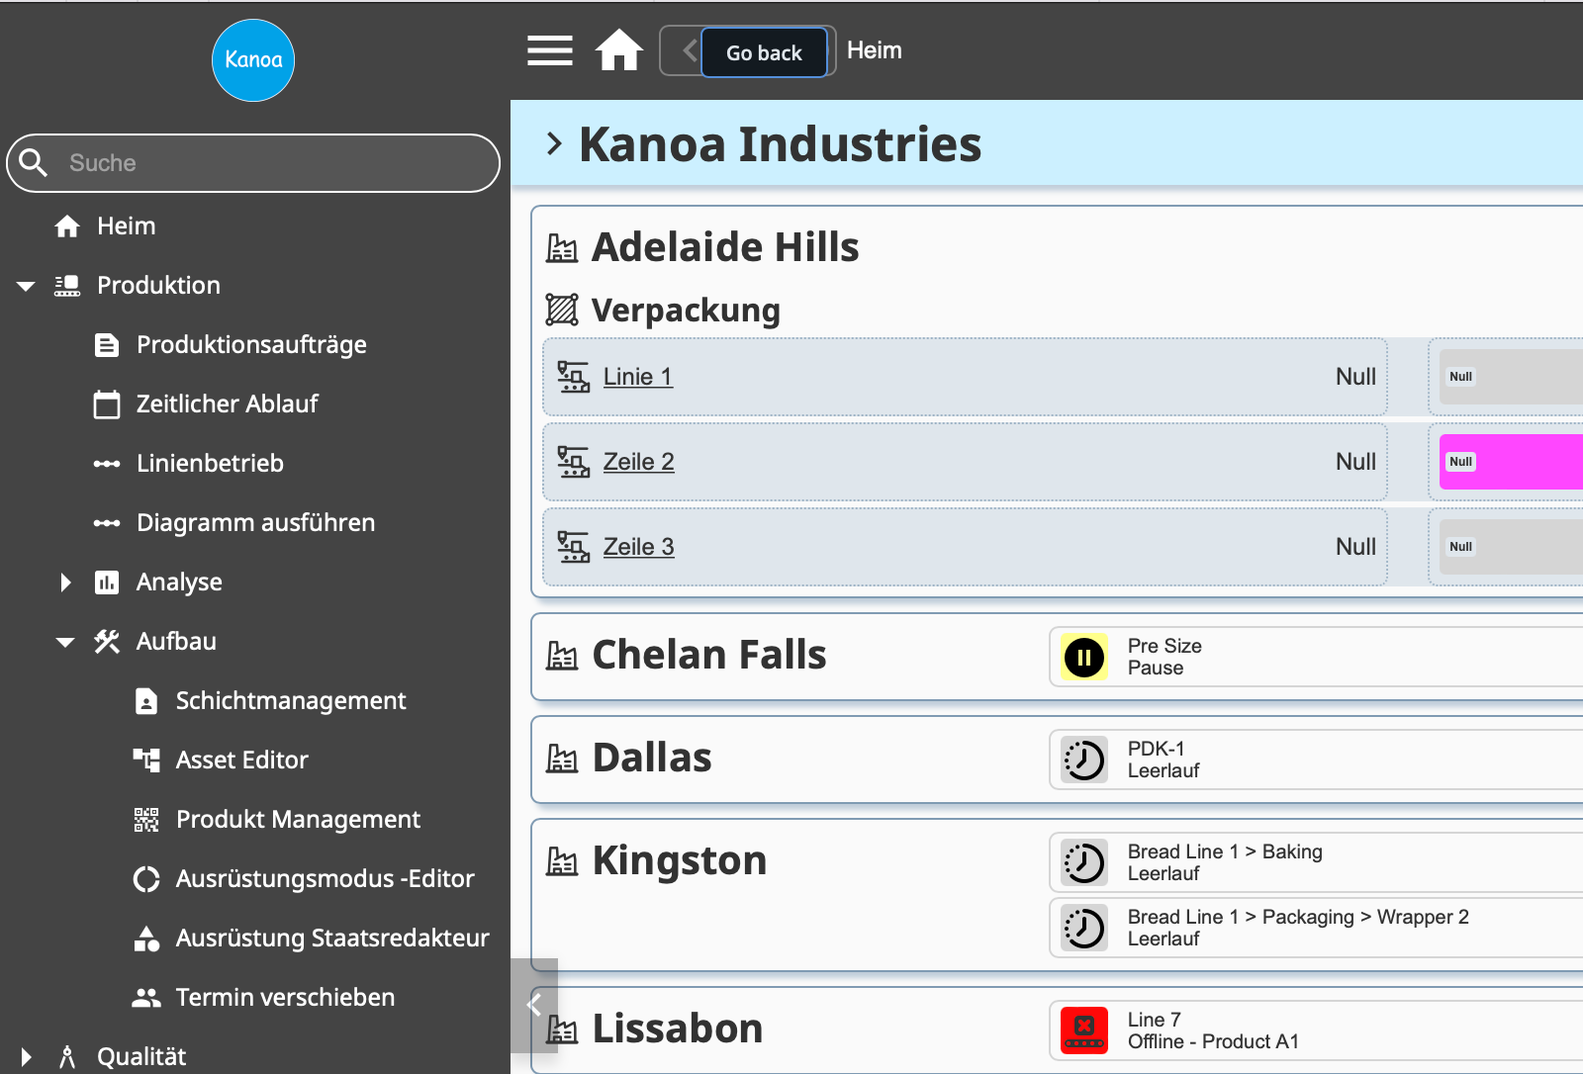 Kanoa
Go back
Heim
Suche
Heim
Produktion
Produktionsaufträge
Zeitlicher Ablauf
Linienbetrieb
Diagramm ausführen
Analyse
Aufbau
Schichtmanagement
Asset Editor
Produkt Management
Ausrüstungsmodus -Editor
Ausrüstung Staatsredakteur
Termin verschieben
Qualität
Kanoa Industries
Adelaide Hills
Verpackung
Linie 1 Null Null
Zeile 2 Null Null
Zeile 3 Null Null
Chelan Falls
Pre Size
Pause
Dallas
PDK-1
Leerlauf
Kingston
Bread Line 1 > Baking
Leerlauf
Bread Line 1 > Packaging > Wrapper 2
Leerlauf
Lissabon
Line 7
Offline - Product A1